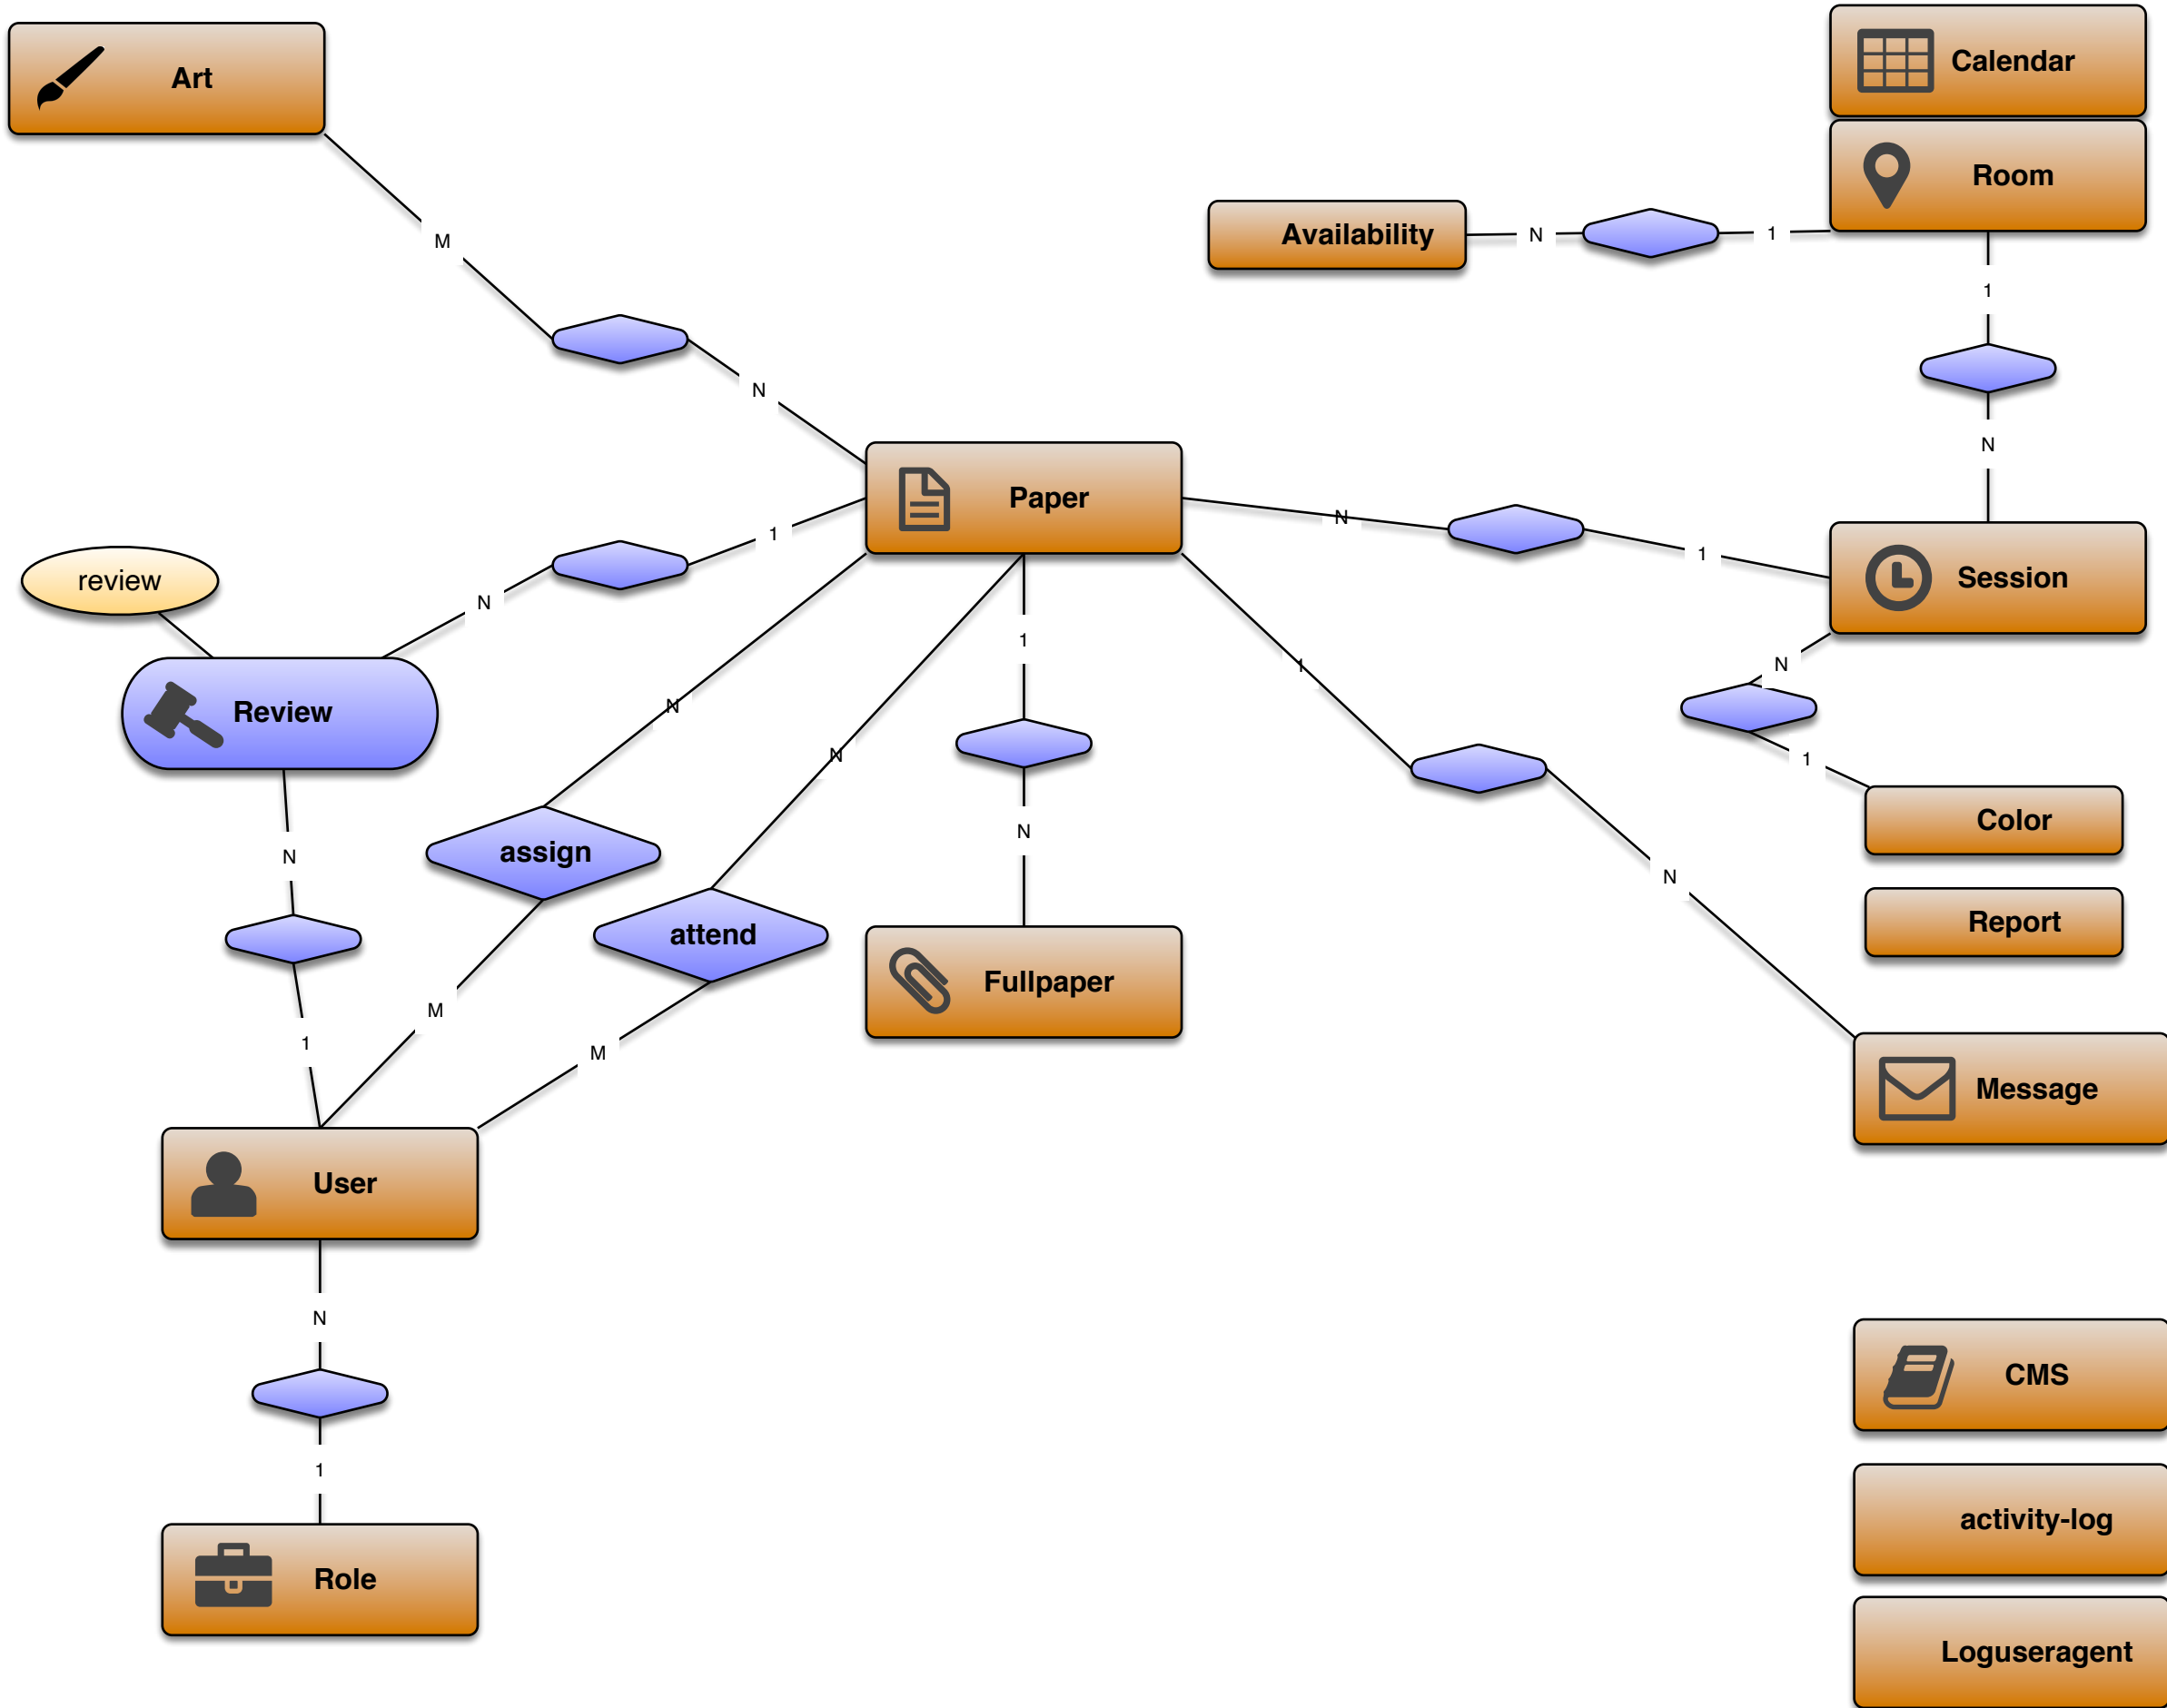 Calendar
Art
Room
Availability
N
1
M
1
N
N
Paper
N
1
1
Session
review
N
1
N
1
N
Review
N
N
1
Color
N
assign
N
N
Report
attend
Fullpaper
M
1
M
Message
User
N
CMS
1
activity-log
Role
Loguseragent